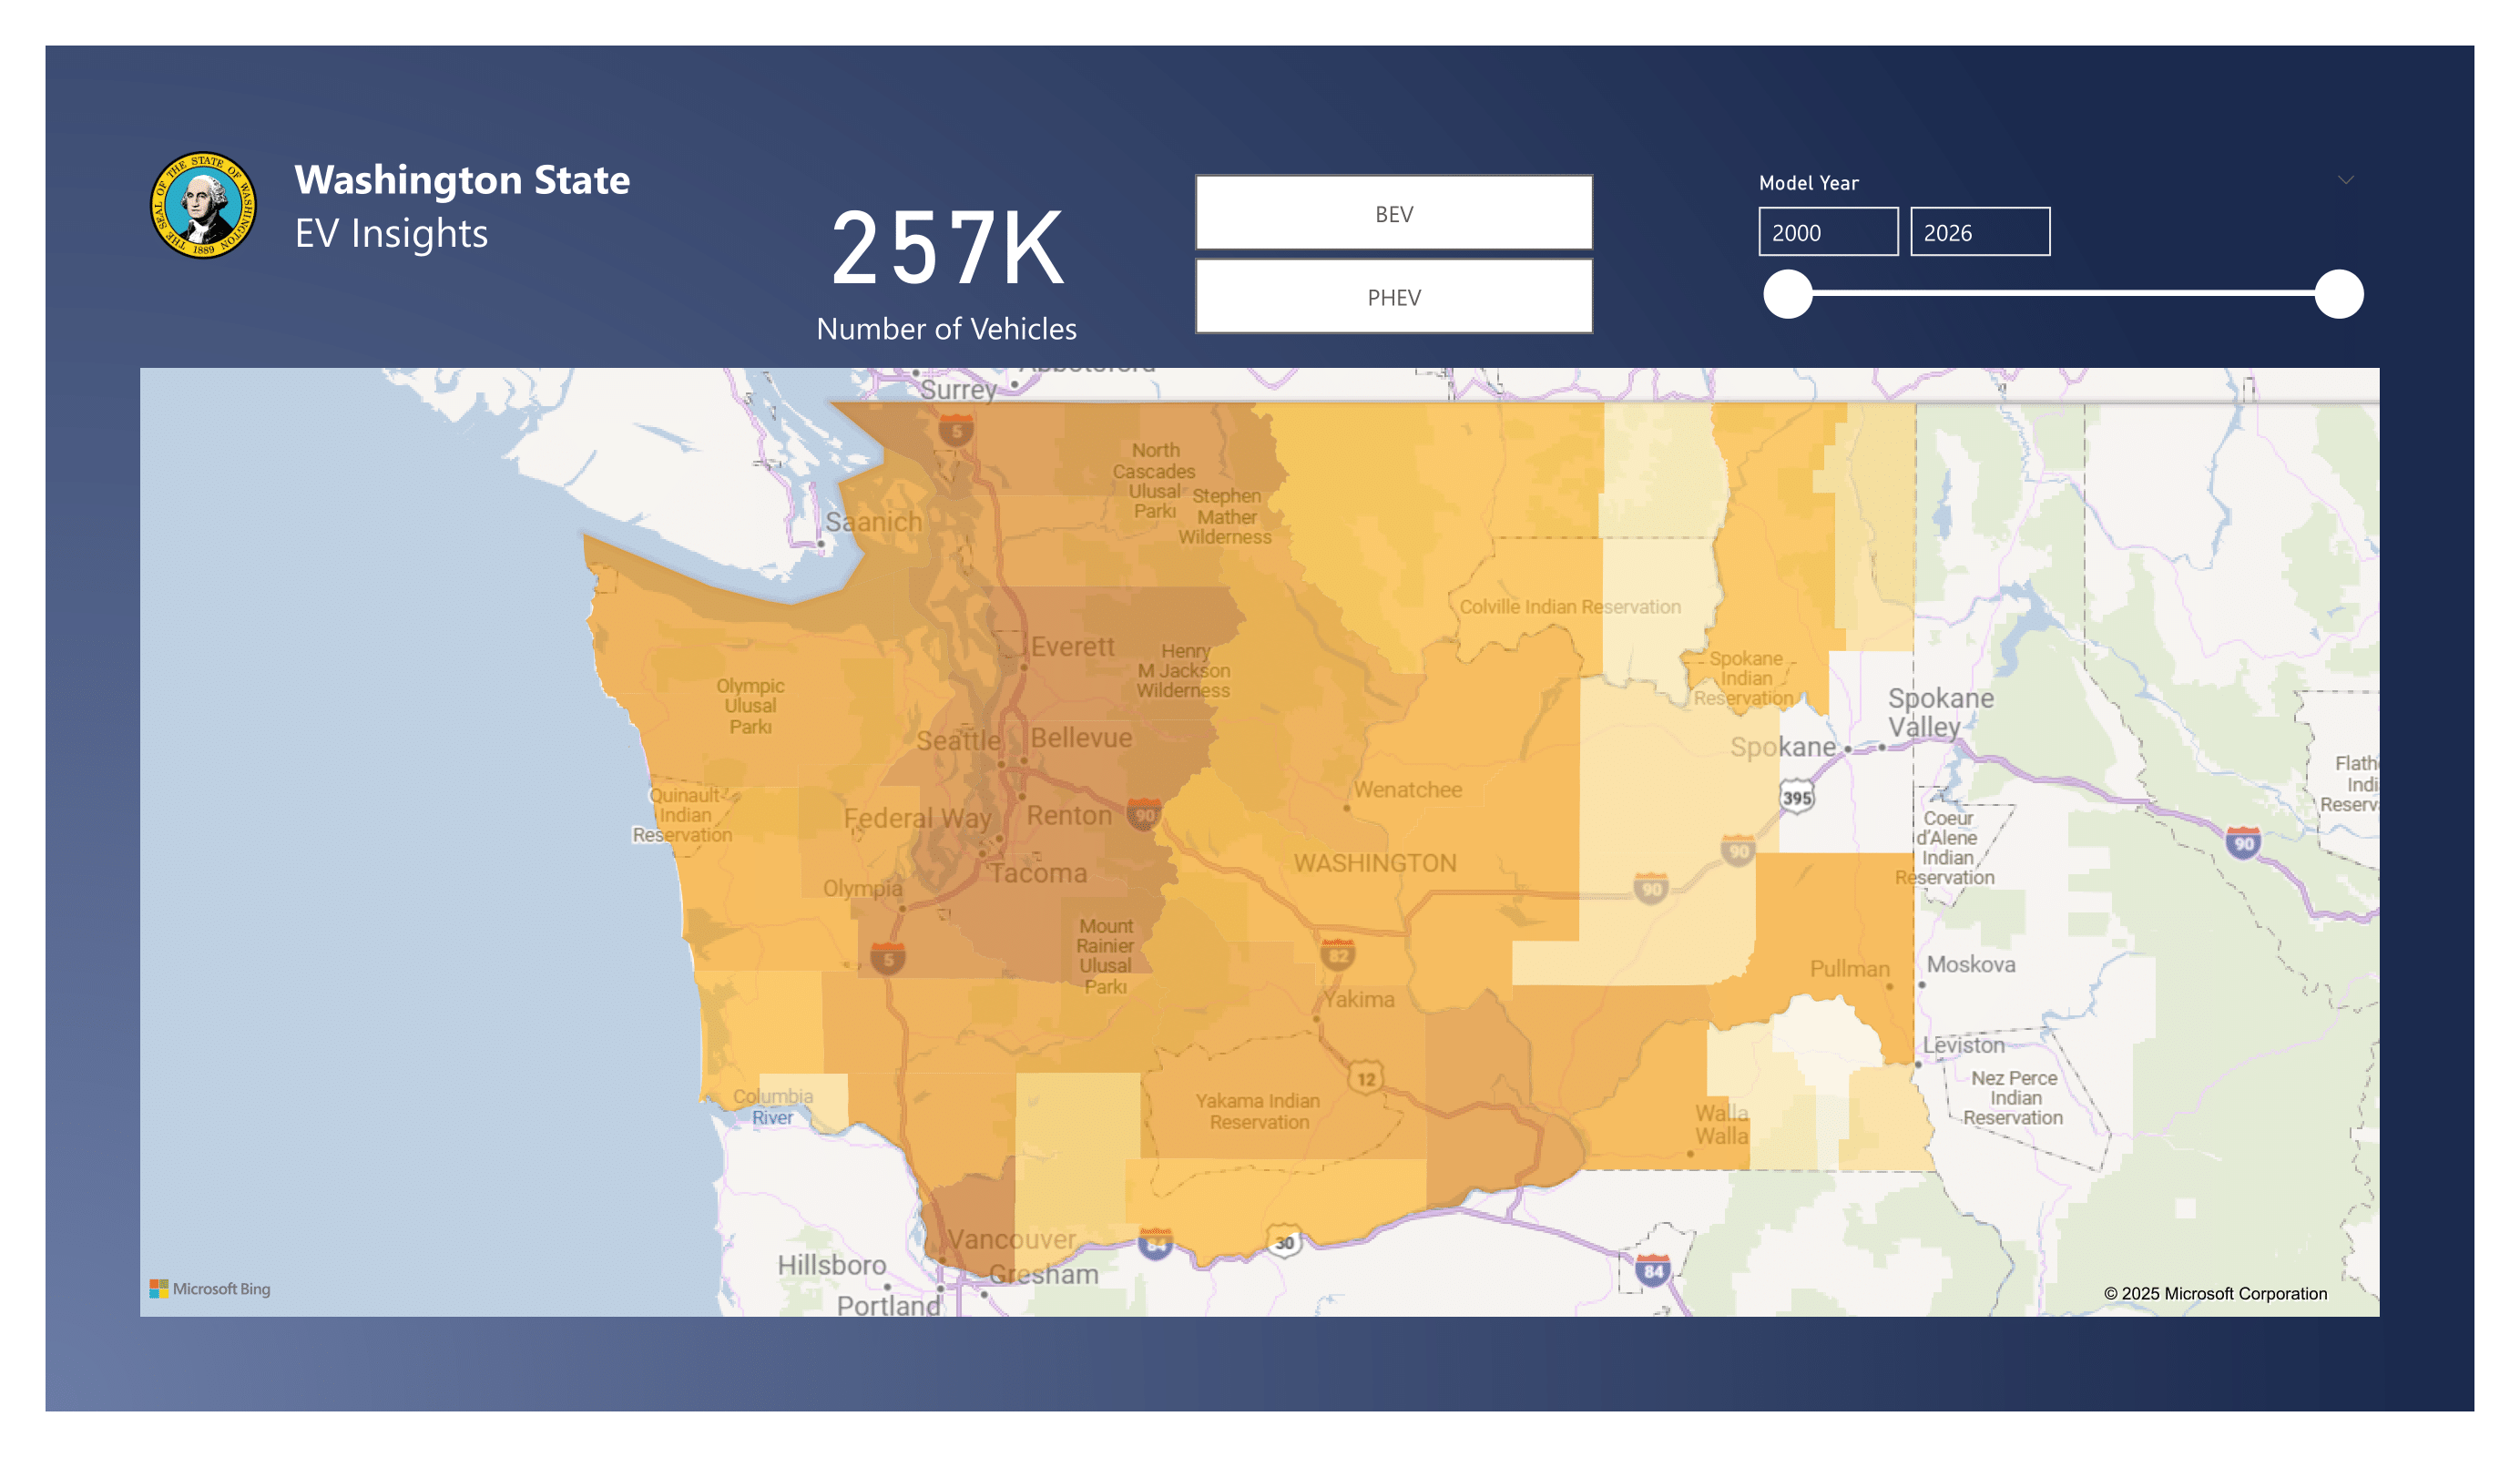 THE SEAL OF THE STATE OF WASHINGTON
1889
Washington State
EV Insights
257K
Number of Vehicles
BEV
PHEV
Model Year
2000
2026
Surrey
5
North
Cascades
Ulusal
Parkı
Stephen
Mather
Wilderness
Saanich
Colville Indian Reservation
Everett
Henry
M Jackson
Wilderness
Olympic
Ulusal
Parkı
Spokane
Indian
Reservation
Spokane
Valley
Seattle
Bellevue
Spokane
Quinault
Indian
Reservation
Federal Way
Renton
90
Wenatchee
395
Flath
Indi
Reserv
Coeur
d'Alene
Indian
Reservation
90
90
90
WASHINGTON
Tacoma
Olympia
5
Mount
Rainier
Ulusal
Parkı
82
Yakima
Pullman
Moskova
Leviston
12
Columbia
River
Yakama Indian
Reservation
Walla
Walla
Nez Perce
Indian
Reservation
Vancouver
84
30
Hillsboro
Gresham
84
Portland
Microsoft Bing
© 2025 Microsoft Corporation